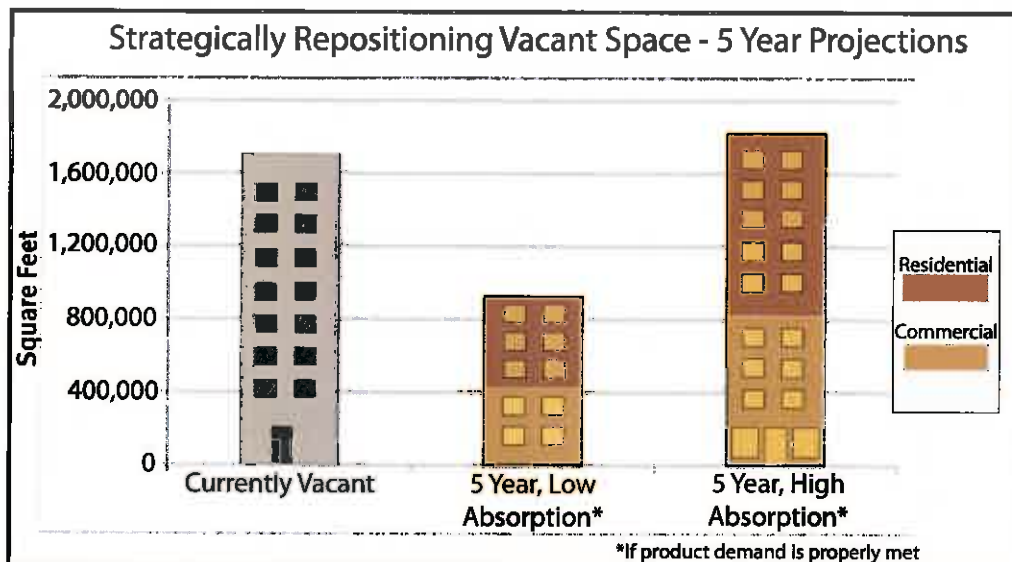 Strategically Repositioning Vacant Space - 5 Year Projections
2,000,000
1,600,000
1,200,000
800,000
400,000
0
Square Feet
Currently Vacant
5 Year, Low
Absorption*
5 Year, High
Absorption*
Residential
Commercial
*If product demand is properly met